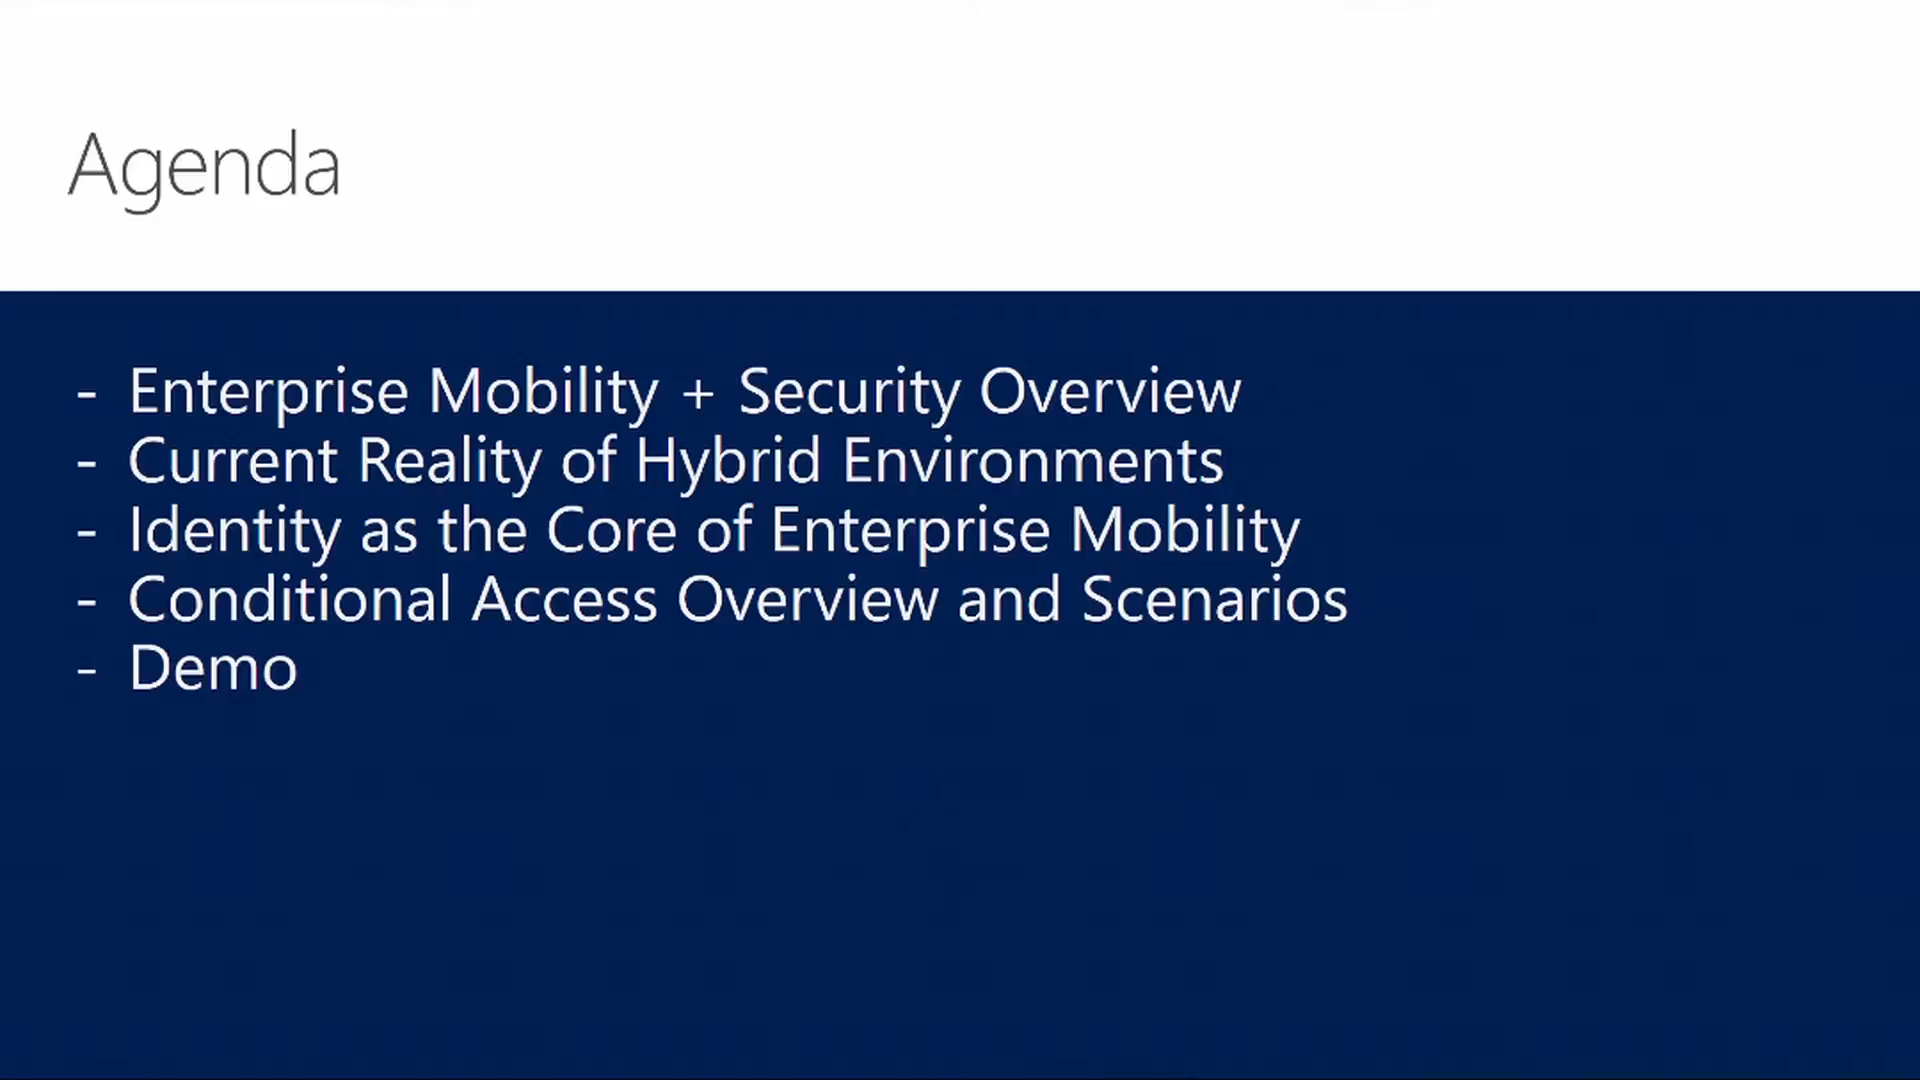 Agenda
- Enterprise Mobility + Security Overview
- Current Reality of Hybrid Environments
- Identity as the Core of Enterprise Mobility
- Conditional Access Overview and Scenarios
- Demo